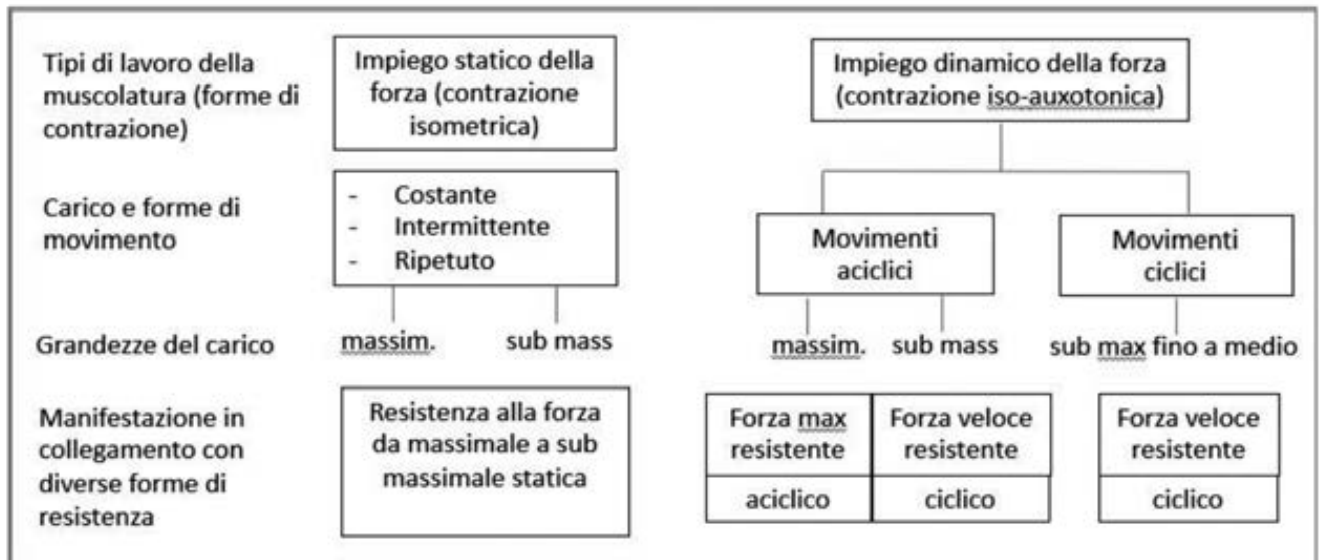 Tipi di lavoro della
muscolatura (forme di
contrazione)
Impiego statico della
forza (contrazione
isometrica)
Impiego dinamico della forza
(contrazione iso-auxotonica)
Carico e forme di
movimento
- Costante
- Intermittente
- Ripetuto
Movimenti
aciclici
Movimenti
ciclici
Grandezze del carico
massim.
sub mass
massim.
sub mass
sub max fino a medio
Manifestazione in
collegamento con
diverse forme di
resistenza
Resistenza alla forza
da massimale a sub
massimale statica
Forza max
resistente
aciclico
Forza veloce
resistente
ciclico
Forza veloce
resistente
ciclico